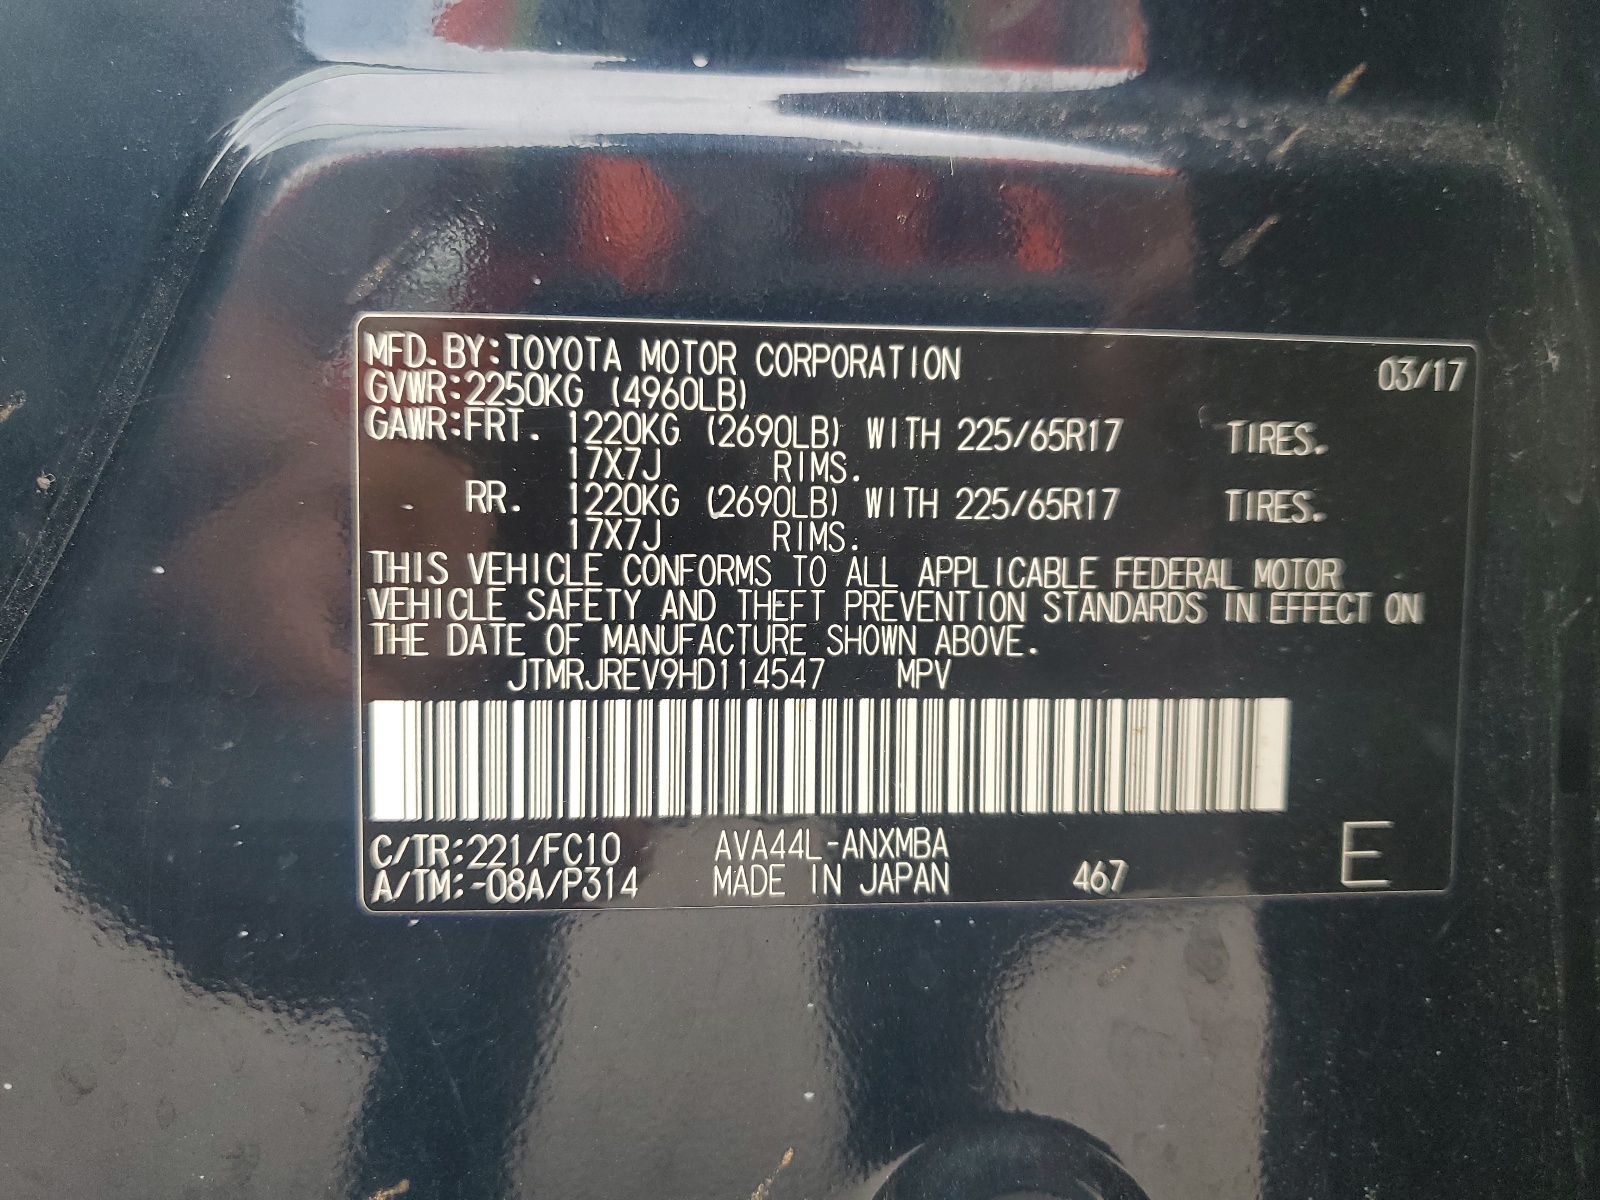 MFD.BY:TOYOTA MOTOR CORPORATION 03/17
GVWR:2250KG (4960LB)
GAWR:FRT. 1220KG (2690LB) WITH 225/65R17 TIRES.
17X7J RIMS.
RR. 1220KG (2690LB) WITH 225/65R17 TIRES.
17X7J RIMS.
THIS VEHICLE CONFORMS TO ALL APPLICABLE FEDERAL MOTOR
VEHICLE SAFETY AND THEFT PREVENTION STANDARDS IN EFFECT ON
THE DATE OF MANUFACTURE SHOWN ABOVE.
JTMRJREV9HD114547 MPV
C/TR:221/FC10 AVA44L-ANXMBA
A/TM:-08A/P314 MADE IN JAPAN 467 E